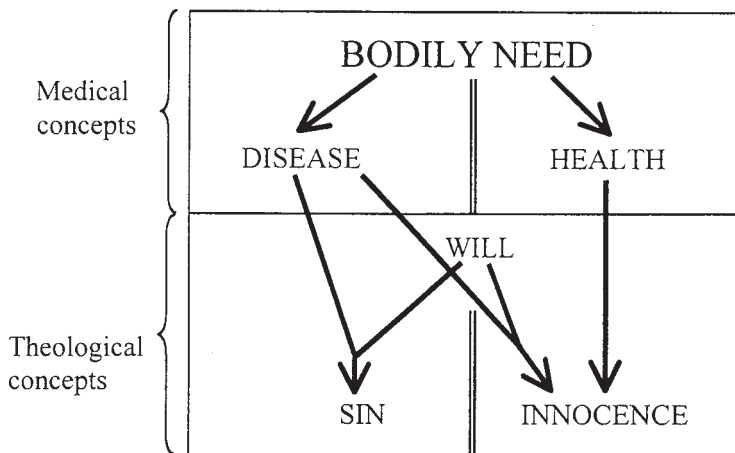 BODILY NEED
Medical
concepts
DISEASE
HEALTH
WILL
Theological
concepts
SIN
INNOCENCE